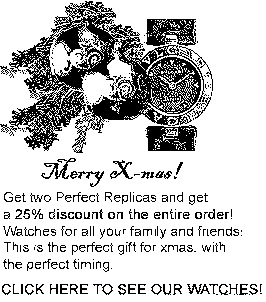 Merry X-mas!
Get two Perfect Replicas and get
a 25% discount on the entire order!
Watches for all your family and friends:
This is the perfect gift for xmas. with
the perfect timing.
CLICK HERE TO SEE OUR WATCHES!